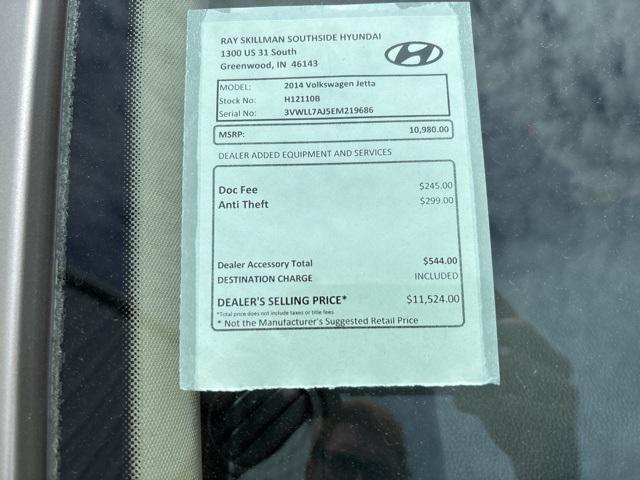 RAY SKILLMAN SOUTHSIDE HYUNDAI
1300 US 31 South
Greenwood, IN 46143
MODEL: 2014 Volkswagen Jetta
Stock No: H12110B
Serial No: 3VWLL7AJ5EM219686
MSRP: 10,980.00
DEALER ADDED EQUIPMENT AND SERVICES
Doc Fee $245.00
Anti Theft $299.00
Dealer Accessory Total $544.00
DESTINATION CHARGE INCLUDED
DEALER'S SELLING PRICE* $11,524.00
*Total price does not include taxes or title fees
* Not the Manufacturer's Suggested Retail Price